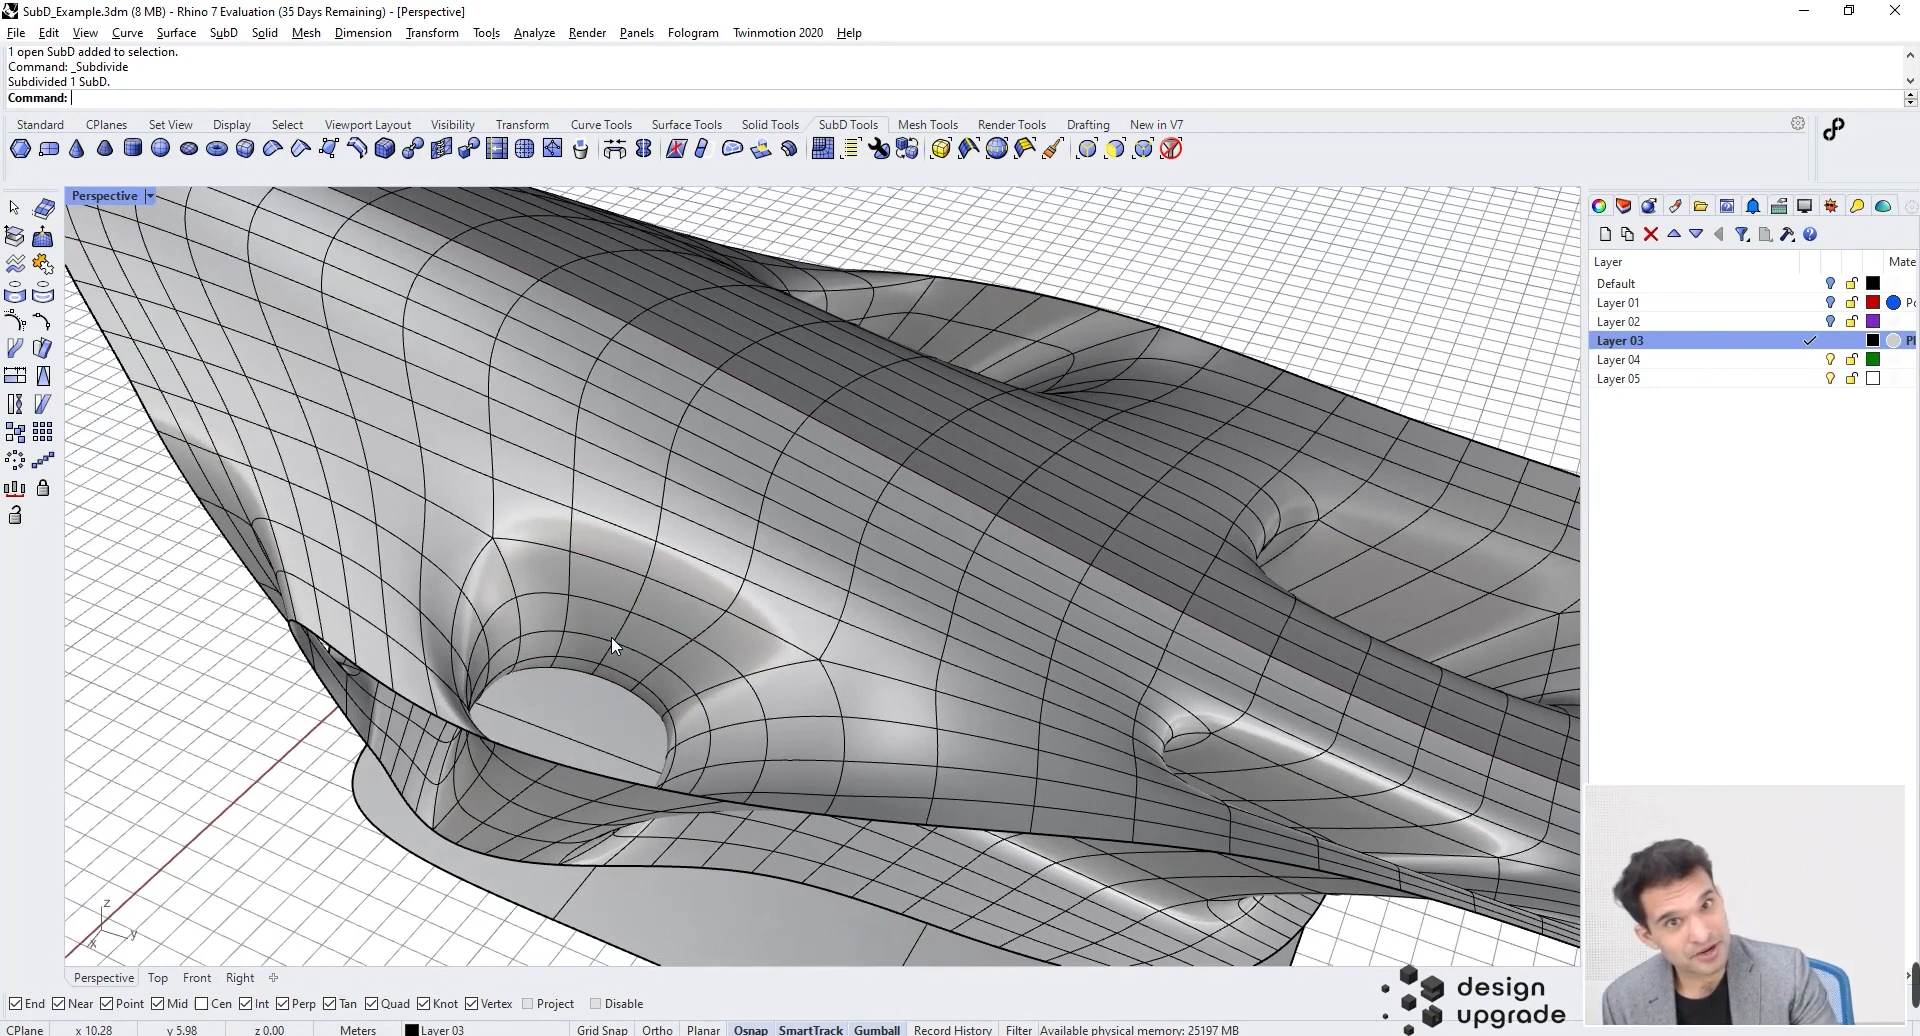 SubD_Example.3dm (8 MB) - Rhino 7 Evaluation (35 Days Remaining) - [Perspective]
File Edit View Curve Surface SubD Solid Mesh Dimension Transform Tools Analyze Render Panels Fologram Twinmotion 2020 Help
1 open SubD added to selection.
Command: _Subdivide
Subdivided 1 SubD.
Command:
Standard CPlanes Set View Display Select Viewport Layout Visibility Transform Curve Tools Surface Tools Solid Tools SubD Tools Mesh Tools Render Tools Drafting New in V7
Perspective
Layer Mate
Default
Layer 01 Po
Layer 02
Layer 03 Pl
Layer 04
Layer 05
z
y
x
Perspective Top Front Right
End Near Point Mid Cen Int Perp Tan Quad Knot Vertex Project Disable
design
upgrade
CPlane x 10.28 y 5.98 z 0.00 Meters Layer 03 Grid Snap Ortho Planar Osnap SmartTrack Gumball Record History Filter Available physical memory: 25197 MB